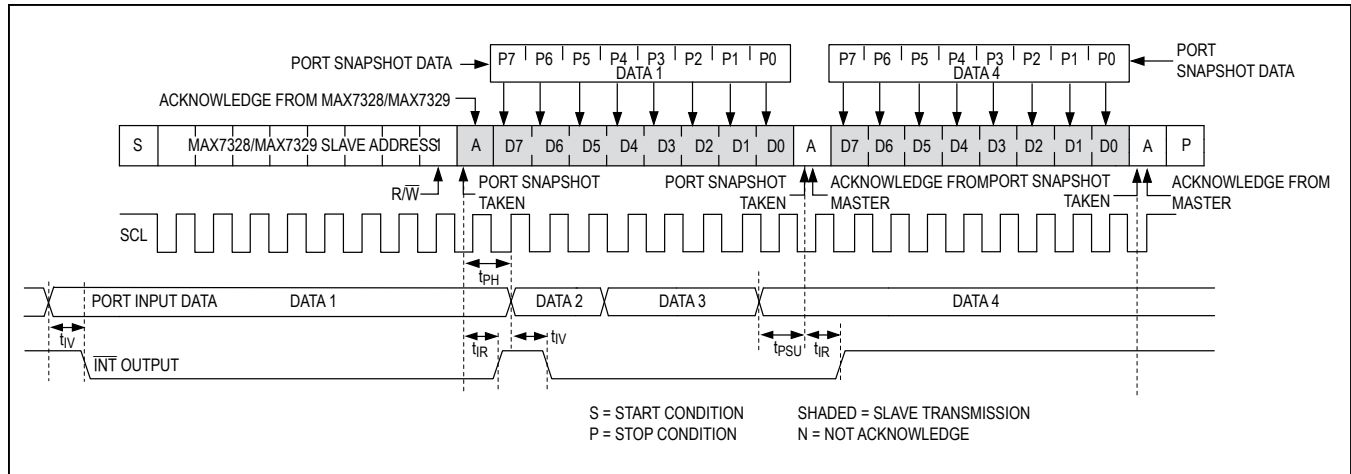 PORT SNAPSHOT DATA
P7 P6 P5 P4 P3 P2 P1 P0
DATA 1
P7 P6 P5 P4 P3 P2 P1 P0
DATA 4
PORT
SNAPSHOT DATA
ACKNOWLEDGE FROM MAX7328/MAX7329
S MAX7328/MAX7329 SLAVE ADDRESS 1 A D7 D6 D5 D4 D3 D2 D1 D0 A D7 D6 D5 D4 D3 D2 D1 D0 A P
R/W̅
PORT SNAPSHOT
TAKEN
PORT SNAPSHOT
TAKEN
ACKNOWLEDGE FROM
MASTER
PORT SNAPSHOT
TAKEN
ACKNOWLEDGE FROM
MASTER
SCL
tPH
PORT INPUT DATA DATA 1 DATA 2 DATA 3 DATA 4
tIV tIR tIV tPSU tIR
I̅N̅T̅ OUTPUT
S = START CONDITION SHADED = SLAVE TRANSMISSION
P = STOP CONDITION N = NOT ACKNOWLEDGE